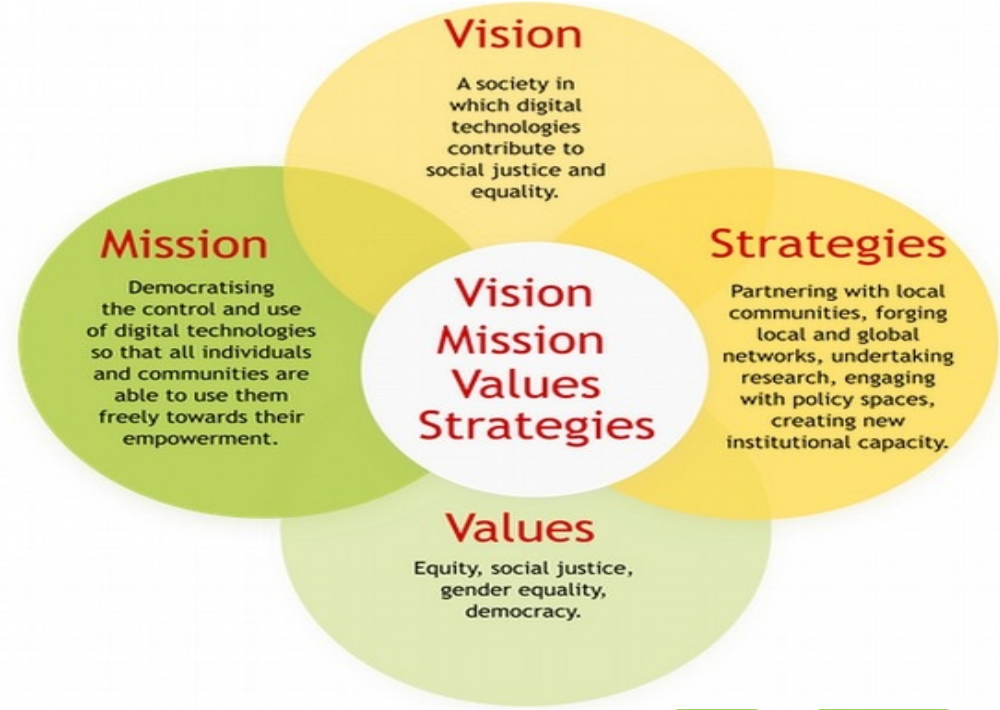 Vision
A society in
which digital
technologies
contribute to
social justice and
equality.
Mission
Democratising
the control and use
of digital technologies
so that all individuals
and communities are
able to use them
freely towards their
empowerment.
Vision
Mission
Values
Strategies
Strategies
Partnering with local
communities, forging
local and global
networks, undertaking
research, engaging
with policy spaces,
creating new
institutional capacity.
Values
Equity, social justice,
gender equality,
democracy.